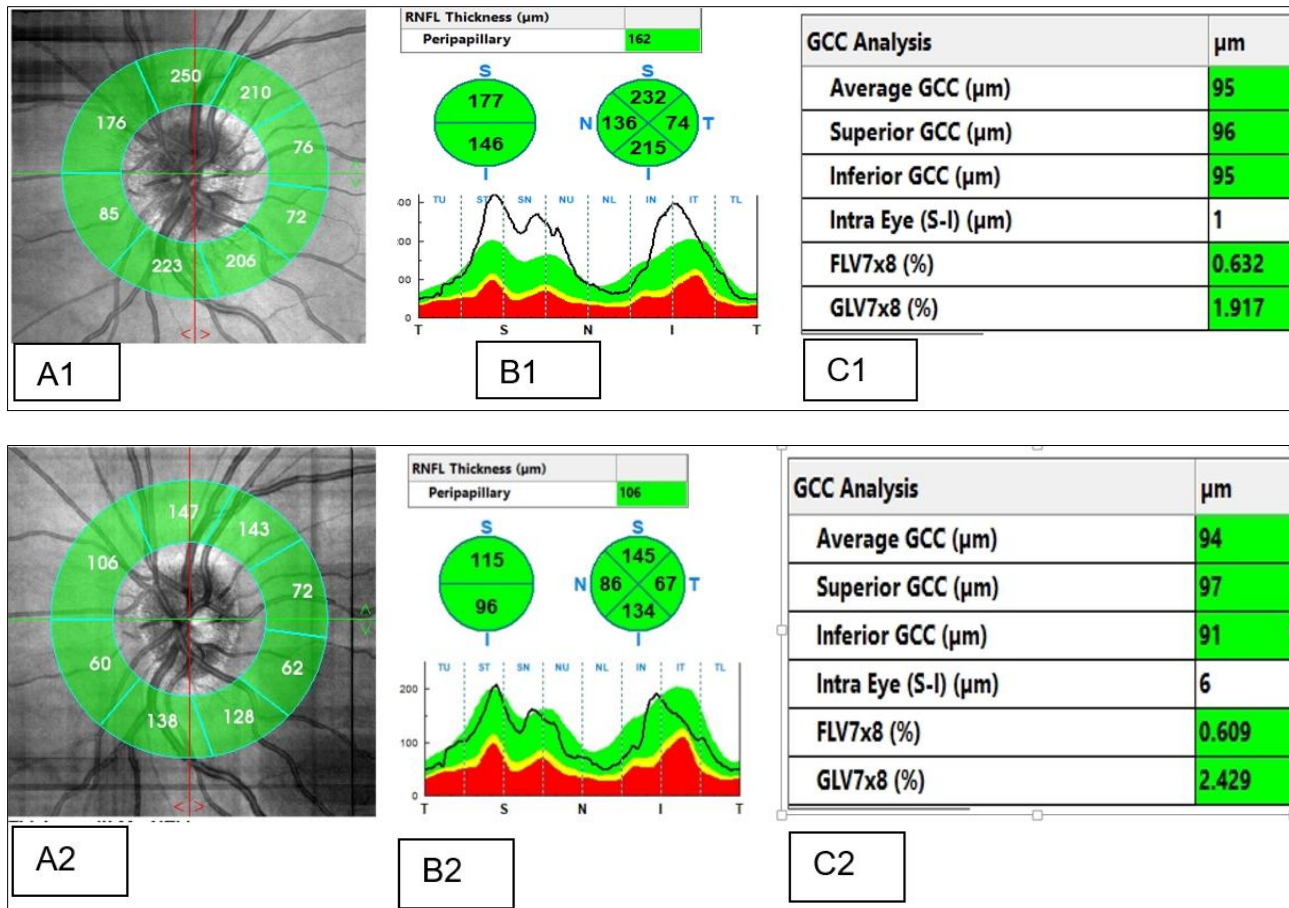 250
210
176
76
85
72
223
206
A1
RNFL Thickness (µm)
Peripapillary 162
S
177
146
I
S
232
N 136 74 T
215
I
TU ST SN NU NL IN IT TL
0
T S N I T
B1
GCC Analysis µm
Average GCC (µm) 95
Superior GCC (µm) 96
Inferior GCC (µm) 95
Intra Eye (S-I) (µm) 1
FLV7x8 (%) 0.632
GLV7x8 (%) 1.917
C1
147
143
106
72
60
62
138
128
A2
RNFL Thickness (µm)
Peripapillary 106
S
115
96
I
S
145
N 86 67 T
134
I
TU ST SN NU NL IN IT TL
200
100
0
T S N I T
B2
GCC Analysis µm
Average GCC (µm) 94
Superior GCC (µm) 97
Inferior GCC (µm) 91
Intra Eye (S-I) (µm) 6
FLV7x8 (%) 0.609
GLV7x8 (%) 2.429
C2